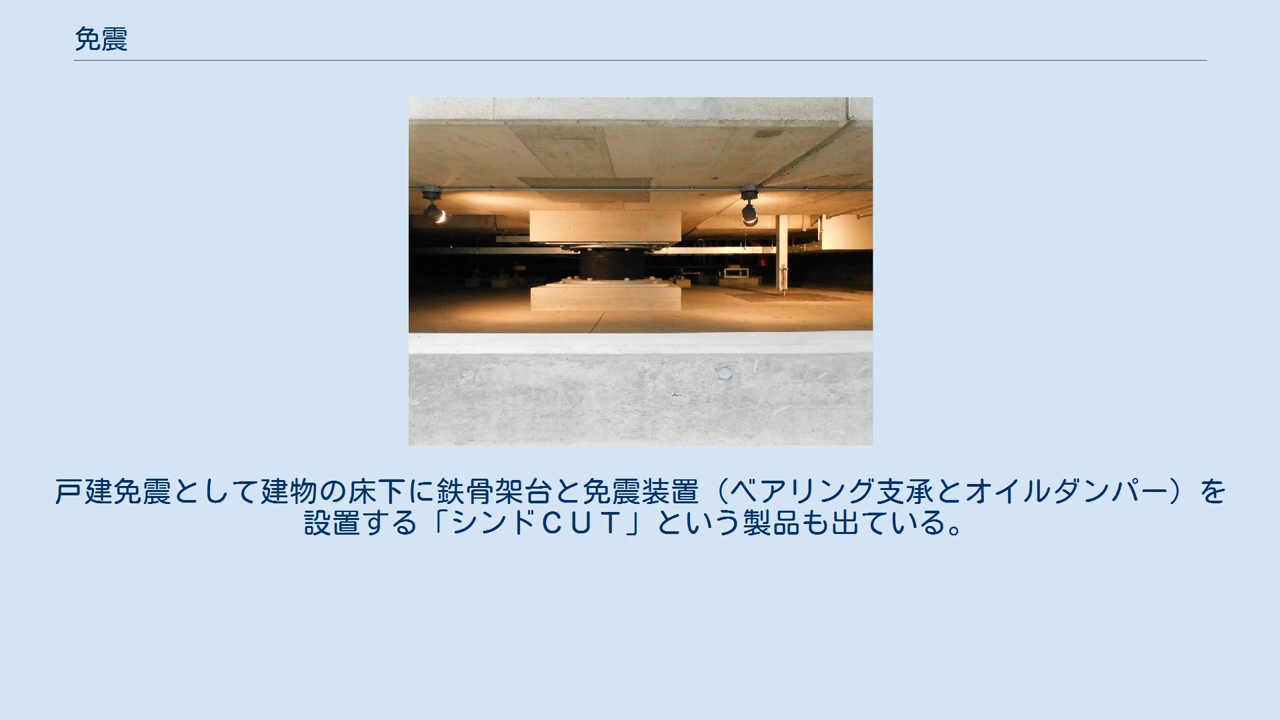 免震
戸建免震として建物の床下に鉄骨架台と免震装置（ベアリング支承とオイルダンパー）を
設置する「シンドＣＵＴ」という製品も出ている。